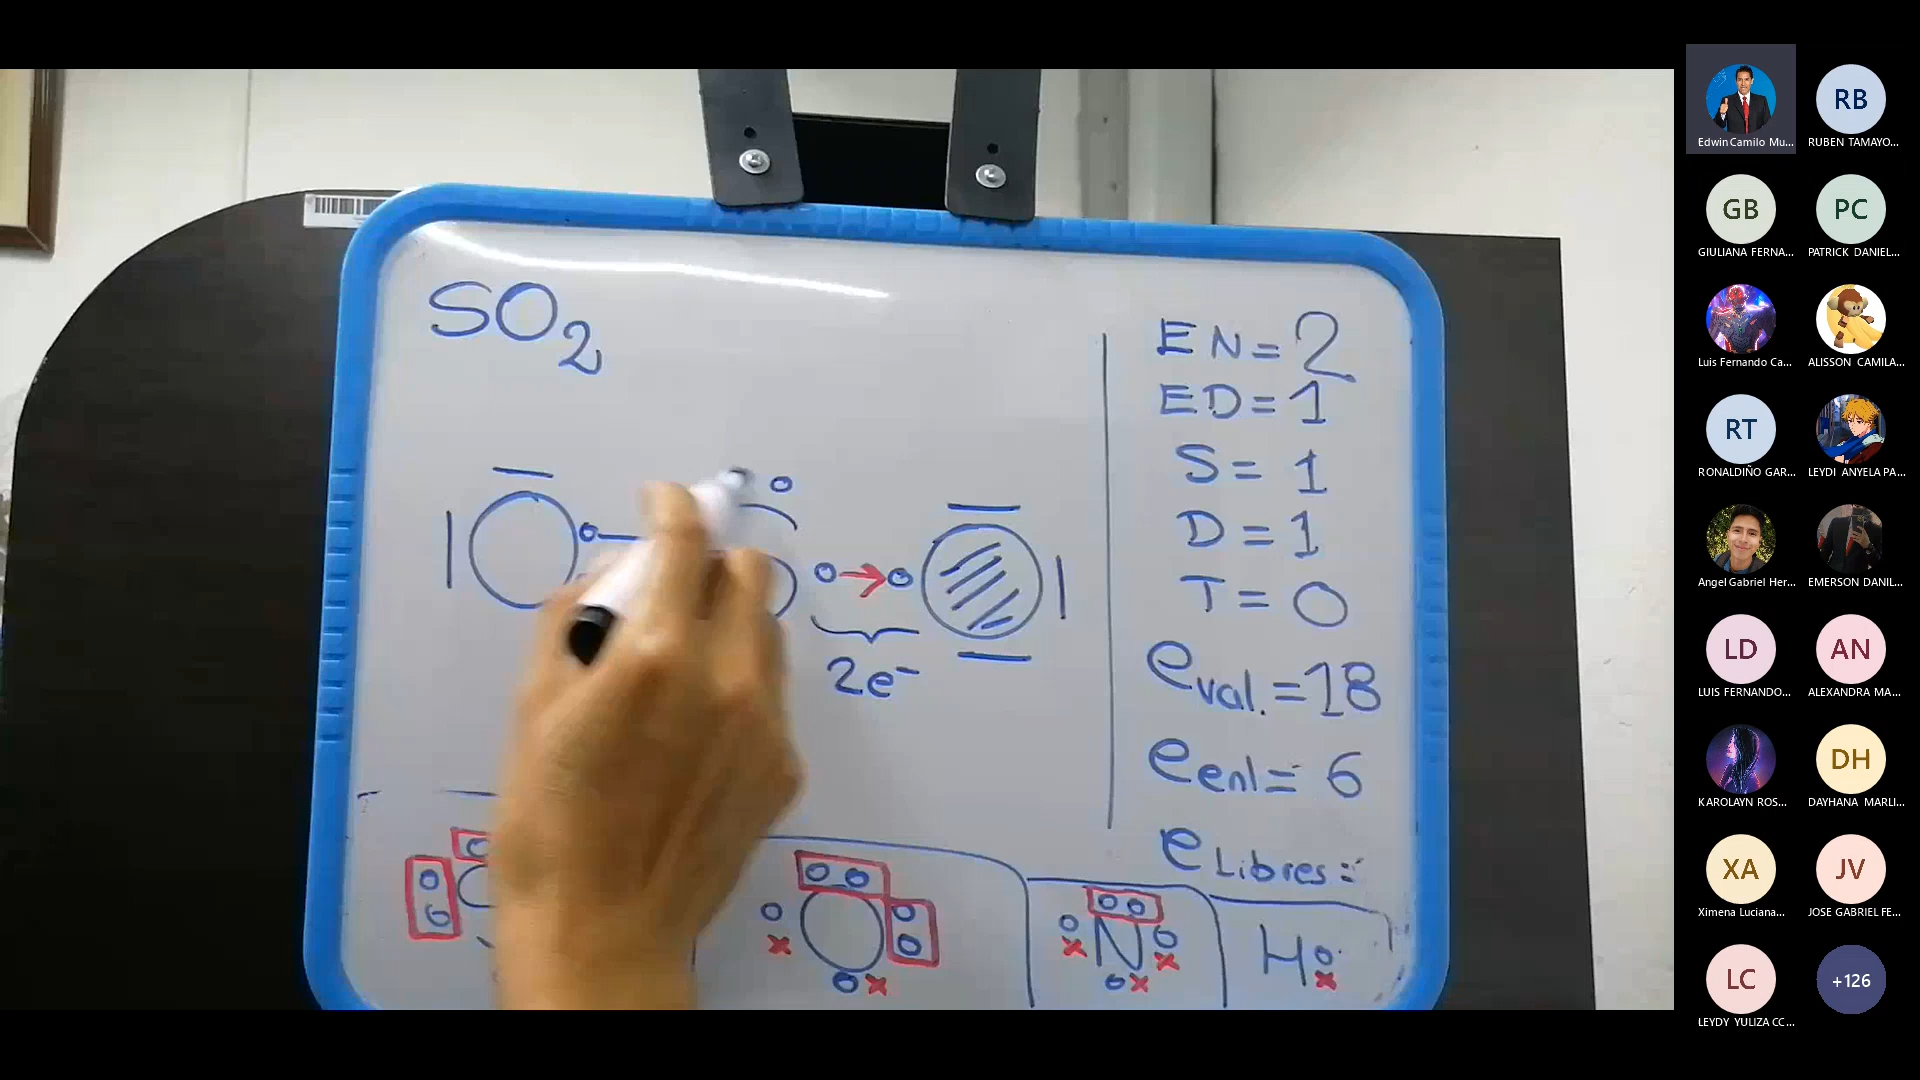 SO2
EN=2
ED=1
S=1
D=1
T=0
eval.=18
eenl=6
eLibres=
2e-
N
H
EdwinCamilo Mu...
RB
RUBEN TAMAYO...
GB
GIULIANA FERNA...
PC
PATRICK DANIEL...
Luis Fernando Ca...
ALISSON CAMILA...
RT
RONALDIÑO GAR...
LEYDI ANYELA PA...
Angel Gabriel Her...
EMERSON DANIL...
LD
LUIS FERNANDO...
AN
ALEXANDRA MA...
KAROLAYN ROS...
DH
DAYHANA MARLI...
XA
Ximena Luciana...
JV
JOSE GABRIEL FE...
LC
LEYDY YULIZA CC...
+126